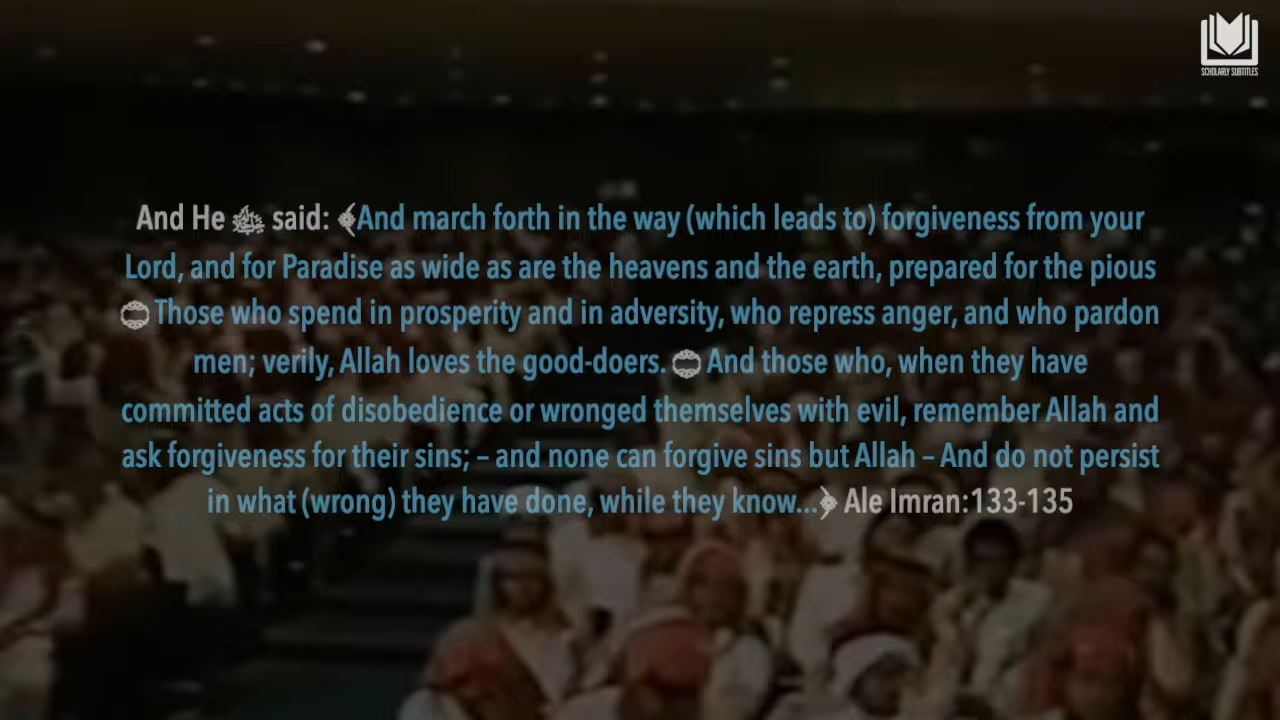 SCHOLARLY SUBTITLES
And He ﷻ said: ﴾And march forth in the way (which leads to) forgiveness from your
Lord, and for Paradise as wide as are the heavens and the earth, prepared for the pious
۝ Those who spend in prosperity and in adversity, who repress anger, and who pardon
men; verily, Allah loves the good-doers. ۝ And those who, when they have
committed acts of disobedience or wronged themselves with evil, remember Allah and
ask forgiveness for their sins; – and none can forgive sins but Allah – And do not persist
in what (wrong) they have done, while they know...﴿ Ale Imran:133-135